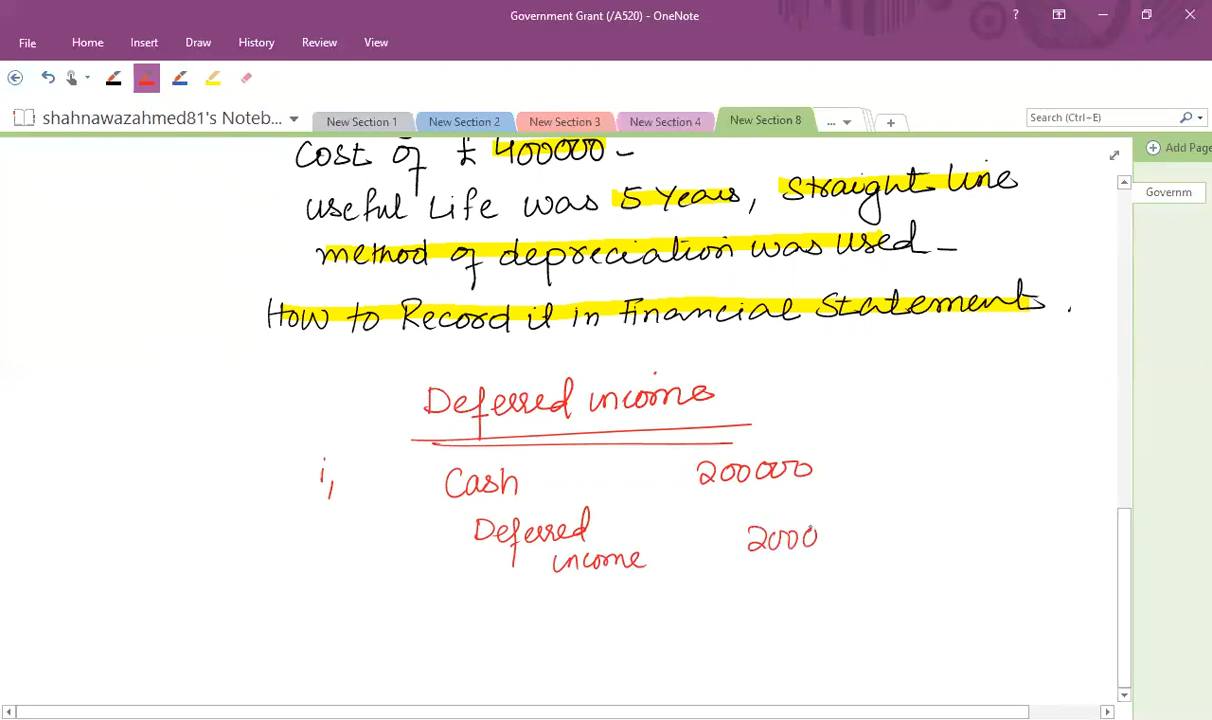 Government Grant (/A520) - OneNote
?
File Home Insert Draw History Review View
shahnawazahmed81's Noteb...
New Section 1 New Section 2 New Section 3 New Section 4 New Section 8 ... +
Search (Ctrl-E)
Add Page
Governm
Cost of £ 400000 -
useful Life was 5 Years, Straight line
method of depreciation was used -
How to Record it in Financial Statements.
Deferred income
i, Cash 200000
Deferred 2000
income